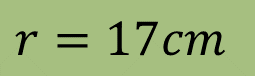 r = 17cm